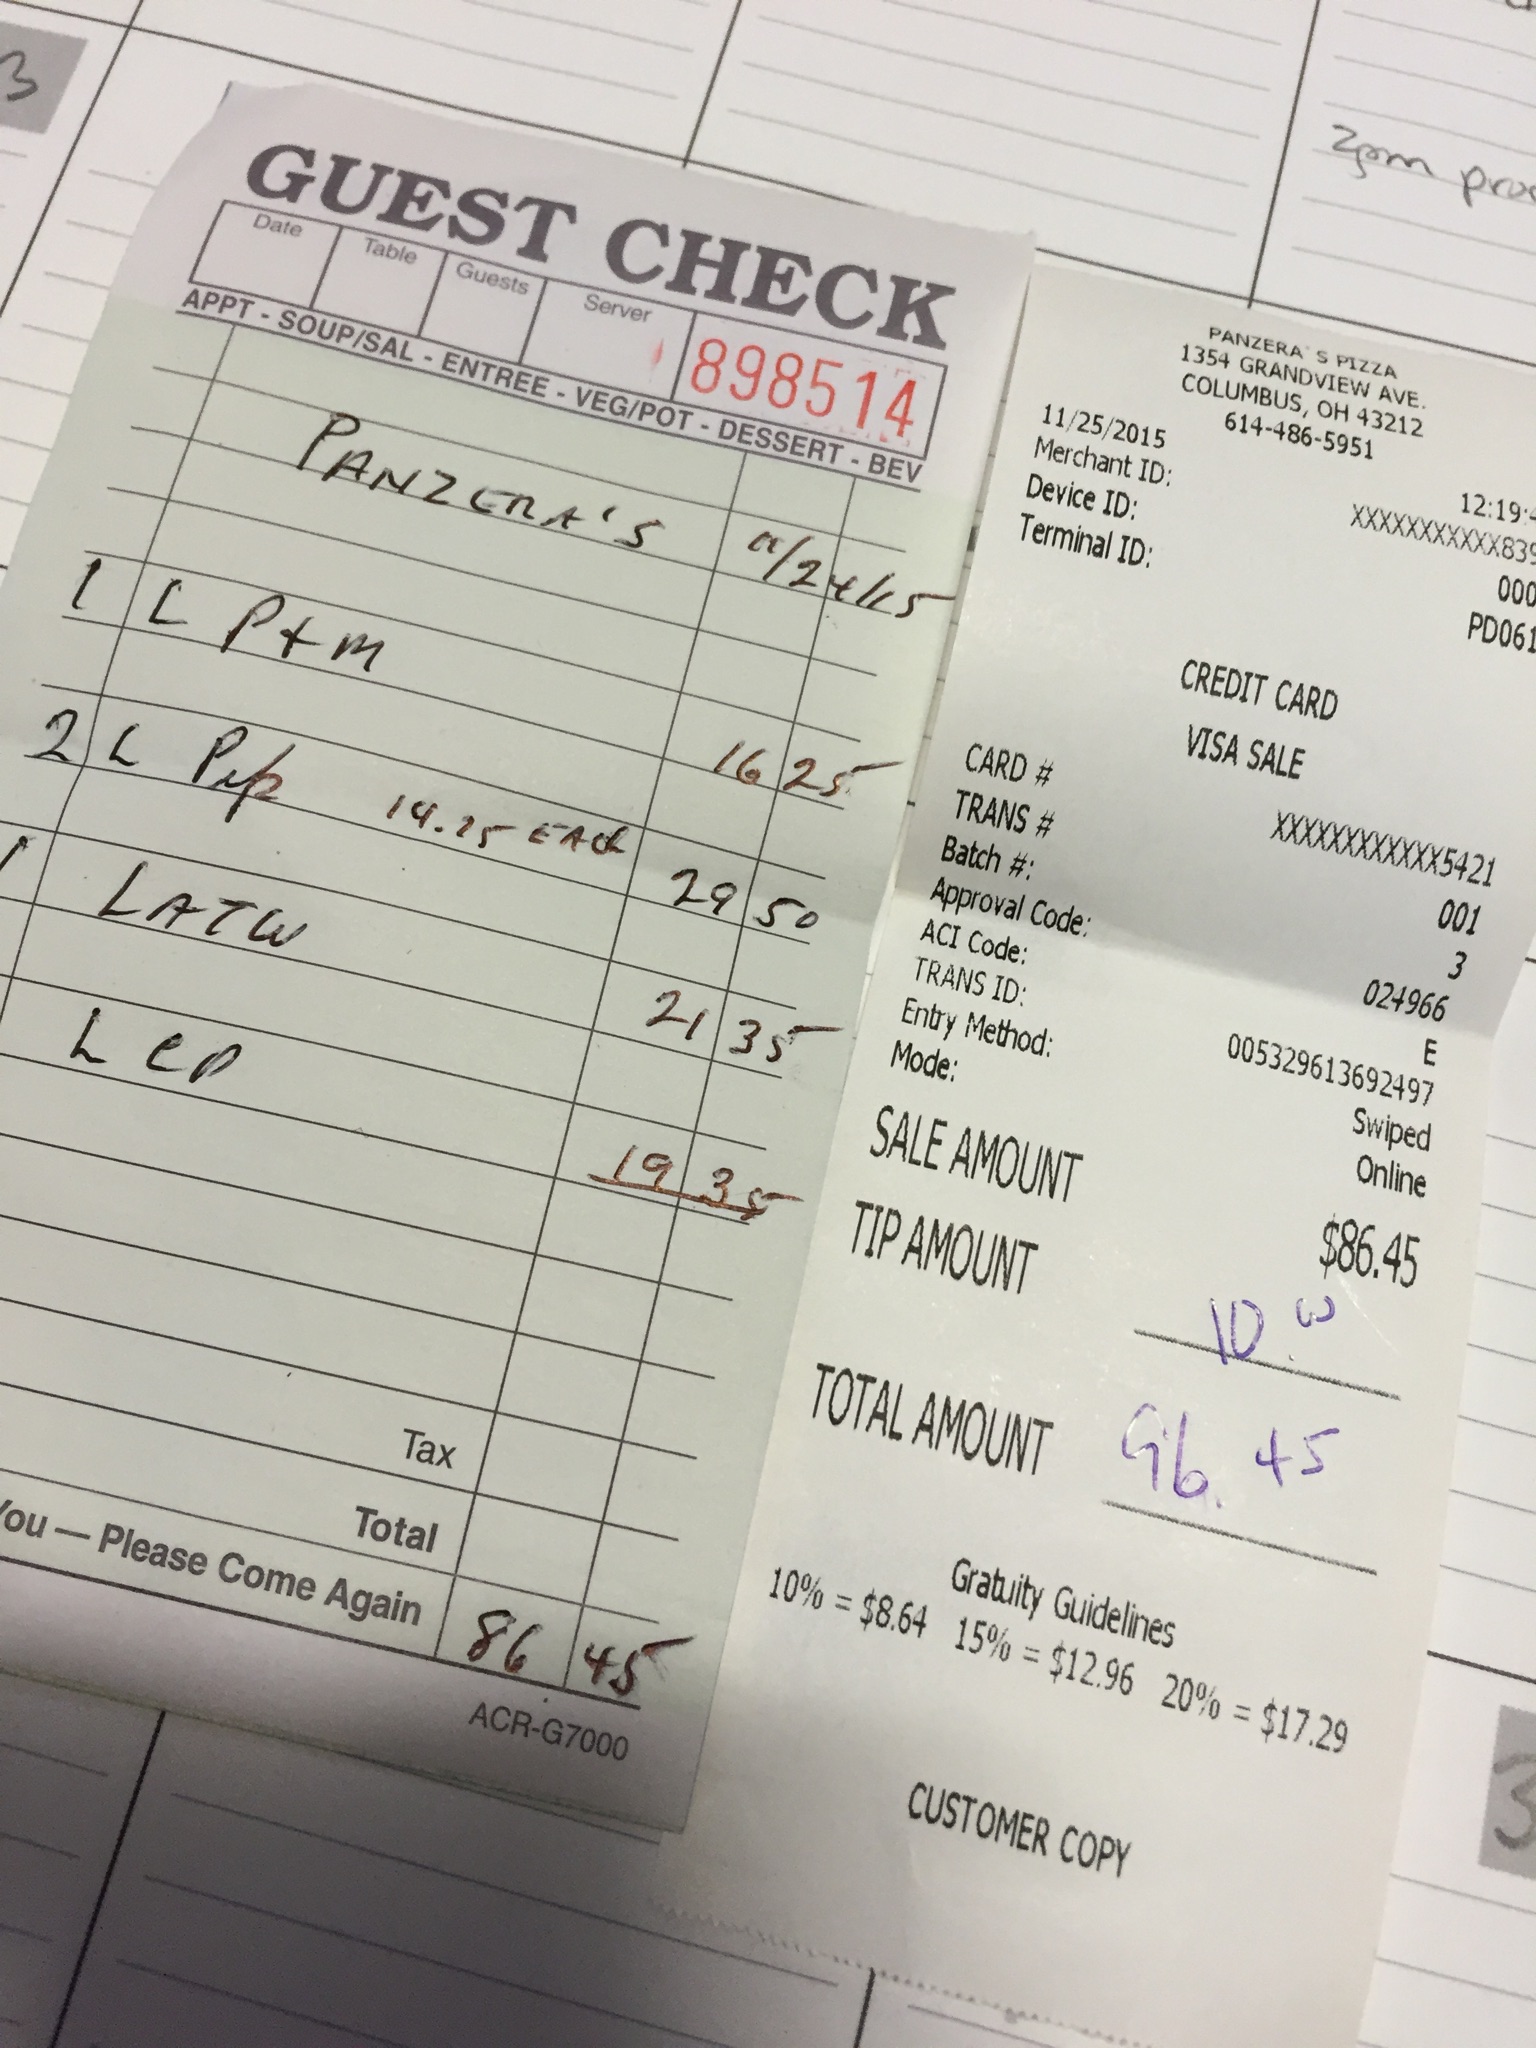 3
2pm
GUEST CHECK
Date Table Guests Server
898514
APPT - SOUP/SAL - ENTREE - VEG/POT - DESSERT - BEV
PANZERA'S 11/24/15
1 L P+M
16 25
2 L Pep 14.25 EACH
29 50
1 LATW
21 35
L CP
19 35
Tax
Total
You — Please Come Again 86 45
ACR-G7000
PANZERA'S PIZZA
1354 GRANDVIEW AVE.
COLUMBUS, OH 43212
614-486-5951
11/25/2015 12:19:4
Merchant ID: XXXXXXXXXXX839
Device ID: 000
Terminal ID: PD061
CREDIT CARD
VISA SALE
CARD # XXXXXXXXXXXX5421
TRANS # 001
Batch #: 3
Approval Code: 024966
ACI Code: E
TRANS ID: 005329613692497
Entry Method: Swiped
Mode: Online
SALE AMOUNT $86.45
TIP AMOUNT 10.00
TOTAL AMOUNT 96.45
Gratuity Guidelines
10% = $8.64 15% = $12.96 20% = $17.29
CUSTOMER COPY
3